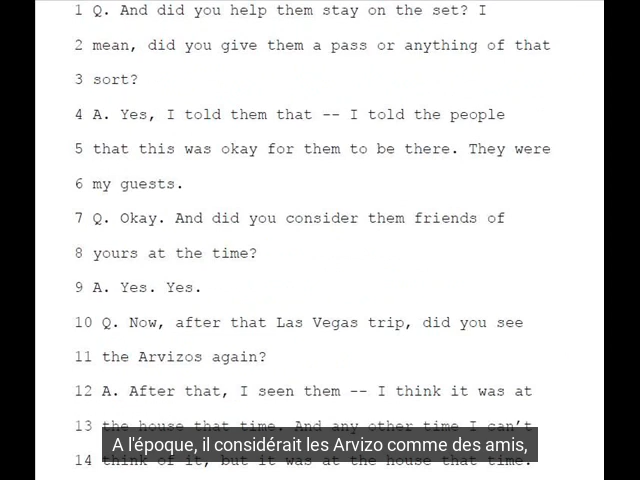 1 Q. And did you help them stay on the set? I
2 mean, did you give them a pass or anything of that
3 sort?
4 A. Yes, I told them that -- I told the people
5 that this was okay for them to be there. They were
6 my guests.
7 Q. Okay. And did you consider them friends of
8 yours at the time?
9 A. Yes. Yes.
10 Q. Now, after that Las Vegas trip, did you see
11 the Arvizos again?
12 A. After that, I seen them -- I think it was at
13 the house that time. And any other time I can't
A l'époque, il considérait les Arvizo comme des amis,
14 think of it, but it was at the house that time.